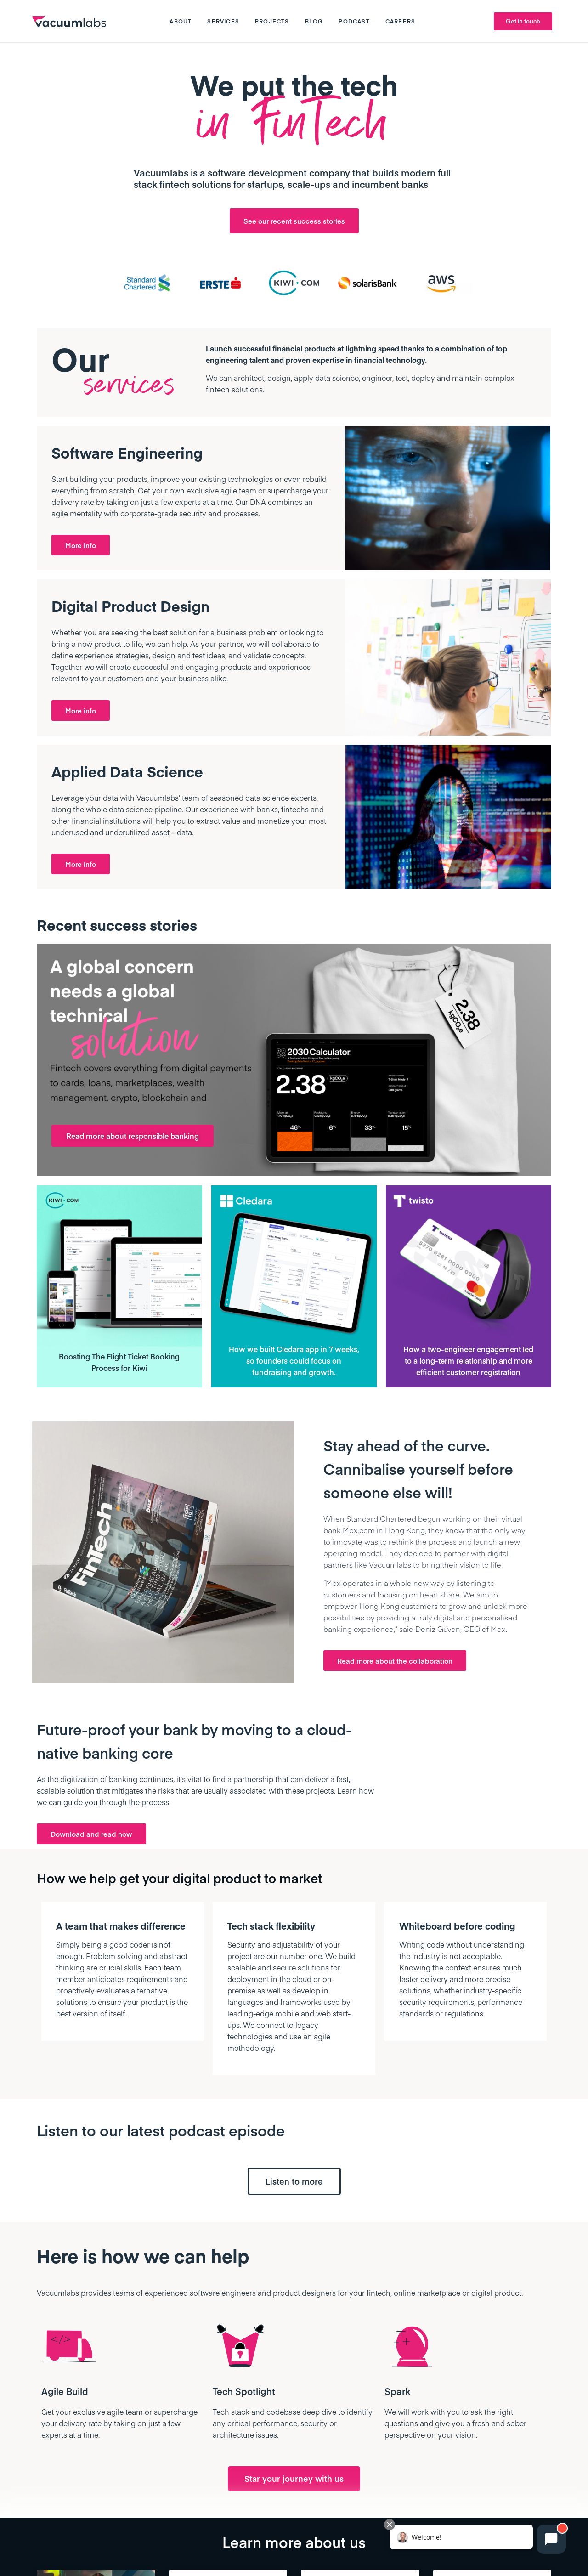 vacuumlabs
ABOUT SERVICES PROJECTS BLOG PODCAST CAREERS
Get in touch
We put the tech
in FinTech
Vacuumlabs is a software development company that builds modern full
stack fintech solutions for startups, scale-ups and incumbent banks
See our recent success stories
Standard
Chartered
ERSTE
KIWI.COM
solarisBank
aws
Our
services
Launch successful financial products at lightning speed thanks to a combination of top
engineering talent and proven expertise in financial technology.
We can architect, design, apply data science, engineer, test, deploy and maintain complex
fintech solutions.
Software Engineering
Start building your products, improve your existing technologies or even rebuild
everything from scratch. Get your own exclusive agile team or supercharge your
delivery rate by taking on just a few experts at a time. Our DNA combines an
agile mentality with corporate-grade security and processes.
More info
Digital Product Design
Whether you are seeking the best solution for a business problem or looking to
bring a new product to life, we can help. As your partner, we will collaborate to
define experience strategies, design and test ideas, and validate concepts.
Together we will create successful and engaging products and experiences
relevant to your customers and your business alike.
More info
Applied Data Science
Leverage your data with Vacuumlabs' team of seasoned data science experts,
along the whole data science pipeline. Our experience with banks, fintechs and
other financial institutions will help you to extract value and monetize your most
underused and underutilized asset – data.
More info
Recent success stories
A global concern
needs a global
technical
solution
Fintech covers everything from digital payments
to cards, loans, marketplaces, wealth
management, crypto, blockchain and
Read more about responsible banking
2.38
kgCO₂e
2030 Calculator
2.38 kgCO₂e
46% 6% 33% 15%
KIWI.COM
Boosting The Flight Ticket Booking
Process for Kiwi
Cledara
How we built Cledara app in 7 weeks,
so founders could focus on
fundraising and growth.
twisto
twisto
How a two-engineer engagement led
to a long-term relationship and more
efficient customer registration
FinTech
Stay ahead of the curve.
Cannibalise yourself before
someone else will!
When Standard Chartered begun working on their virtual
bank Mox.com in Hong Kong, they knew that the only way
to innovate was to rethink the process and launch a new
operating model. They decided to partner with digital
partners like Vacuumlabs to bring their vision to life.
"Mox operates in a whole new way by listening to
customers and focusing on heart share. We aim to
empower Hong Kong customers to grow and unlock more
possibilities by providing a truly digital and personalised
banking experience," said Deniz Güven, CEO of Mox.
Read more about the collaboration
Future-proof your bank by moving to a cloud-
native banking core
As the digitization of banking continues, it's vital to find a partnership that can deliver a fast,
scalable solution that mitigates the risks that are usually associated with these projects. Learn how
we can guide you through the process.
Download and read now
How we help get your digital product to market
A team that makes difference
Simply being a good coder is not
enough. Problem solving and abstract
thinking are crucial skills. Each team
member anticipates requirements and
proactively evaluates alternative
solutions to ensure your product is the
best version of itself.
Tech stack flexibility
Security and adjustability of your
project are our number one. We build
scalable and secure solutions for
deployment in the cloud or on-
premise as well as develop in
languages and frameworks used by
leading-edge mobile and web start-
ups. We connect to legacy
technologies and use an agile
methodology.
Whiteboard before coding
Writing code without understanding
the industry is not acceptable.
Knowing the context ensures much
faster delivery and more precise
solutions, whether industry-specific
security requirements, performance
standards or regulations.
Listen to our latest podcast episode
Listen to more
Here is how we can help
Vacuumlabs provides teams of experienced software engineers and product designers for your fintech, online marketplace or digital product.
</>
Agile Build
Get your exclusive agile team or supercharge
your delivery rate by taking on just a few
experts at a time.
Tech Spotlight
Tech stack and codebase deep dive to identify
any critical performance, security or
architecture issues.
Spark
We will work with you to ask the right
questions and give you a fresh and sober
perspective on your vision.
Star your journey with us
Learn more about us
Welcome!